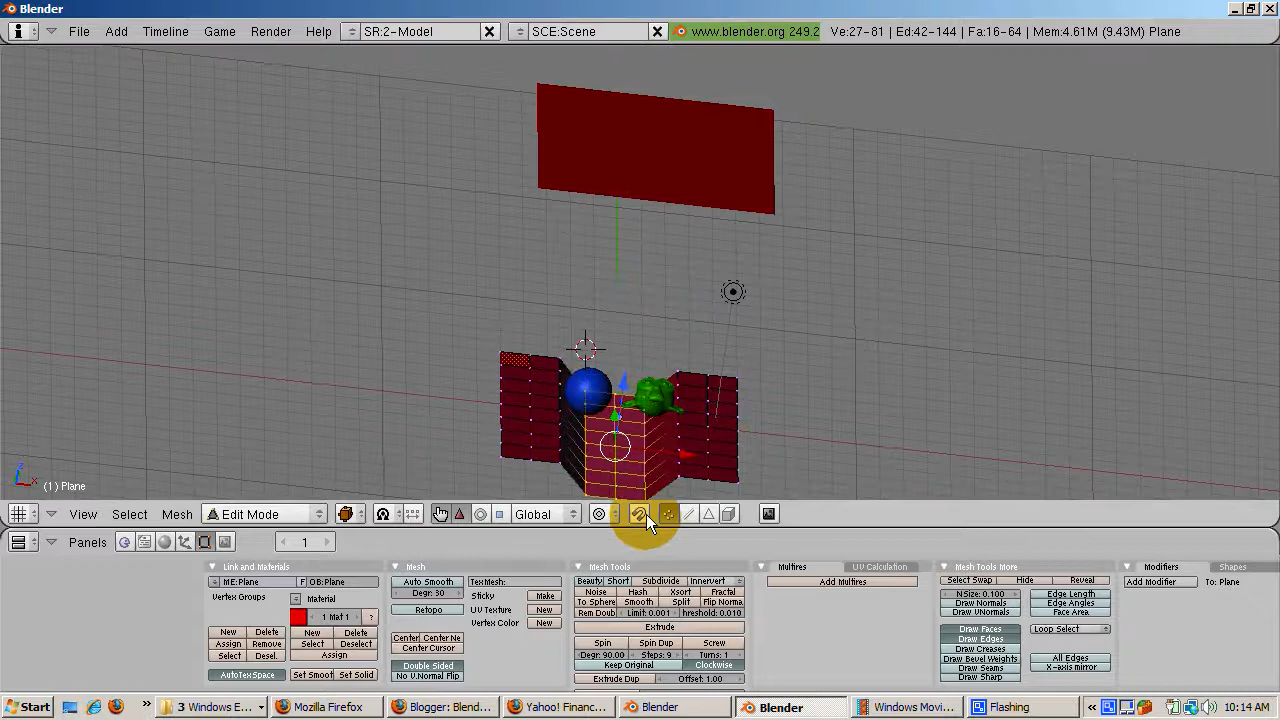 Blender
File Add Timeline Game Render Help SR:2-Model SCE:Scene www.blender.org 249.2 Ve:27-81 | Ed:42-144 | Fa:16-64 | Mem:4.61M (9.43M) | Plane
(1) Plane
View Select Mesh Edit Mode Global
Panels 1
Link and Materials Mesh Mesh Tools Multires UV Calculation Mesh Tools More Modifiers Shapes
ME:Plane F OB:Plane Auto Smooth TexMesh: Beauty Short Subdivide Innervert Add Multires Select Swap Hide Reveal Add Modifier To: Plane
Vertex Groups Material Degr: 30 Sticky Make Noise Hash Xsort Fractal NSize: 0.100 Edge Length
1 Mat 1 ? Retopo UV Texture New To Sphere Smooth Split Flip Norma Draw Normals Edge Angles
Vertex Color New Rem Doub Limit: 0.001 hreshold: 0.010 Draw VNormals Face Area
New Delete New Delete Center Center Ne Extrude Draw Faces Loop Select
Assign Remov Select Deselect Center Cursor Spin Spin Dup Screw Draw Edges
Select Desel. Assign Degr: 90.00 Steps: 9 Turns: 1 Draw Creases
Double Sided Keep Original Clockwise Draw Bevel Weights All Edges
AutoTexSpace Set Smoot Set Solid No V.Normal Flip Extrude Dup Offset: 1.00 Draw Seams X-axis mirror
Draw Sharp
Start 3 Windows E... Mozilla Firefox Blogger: Blend... Yahoo! Financ... Blender Blender Windows Movi... Flashing 10:14 AM